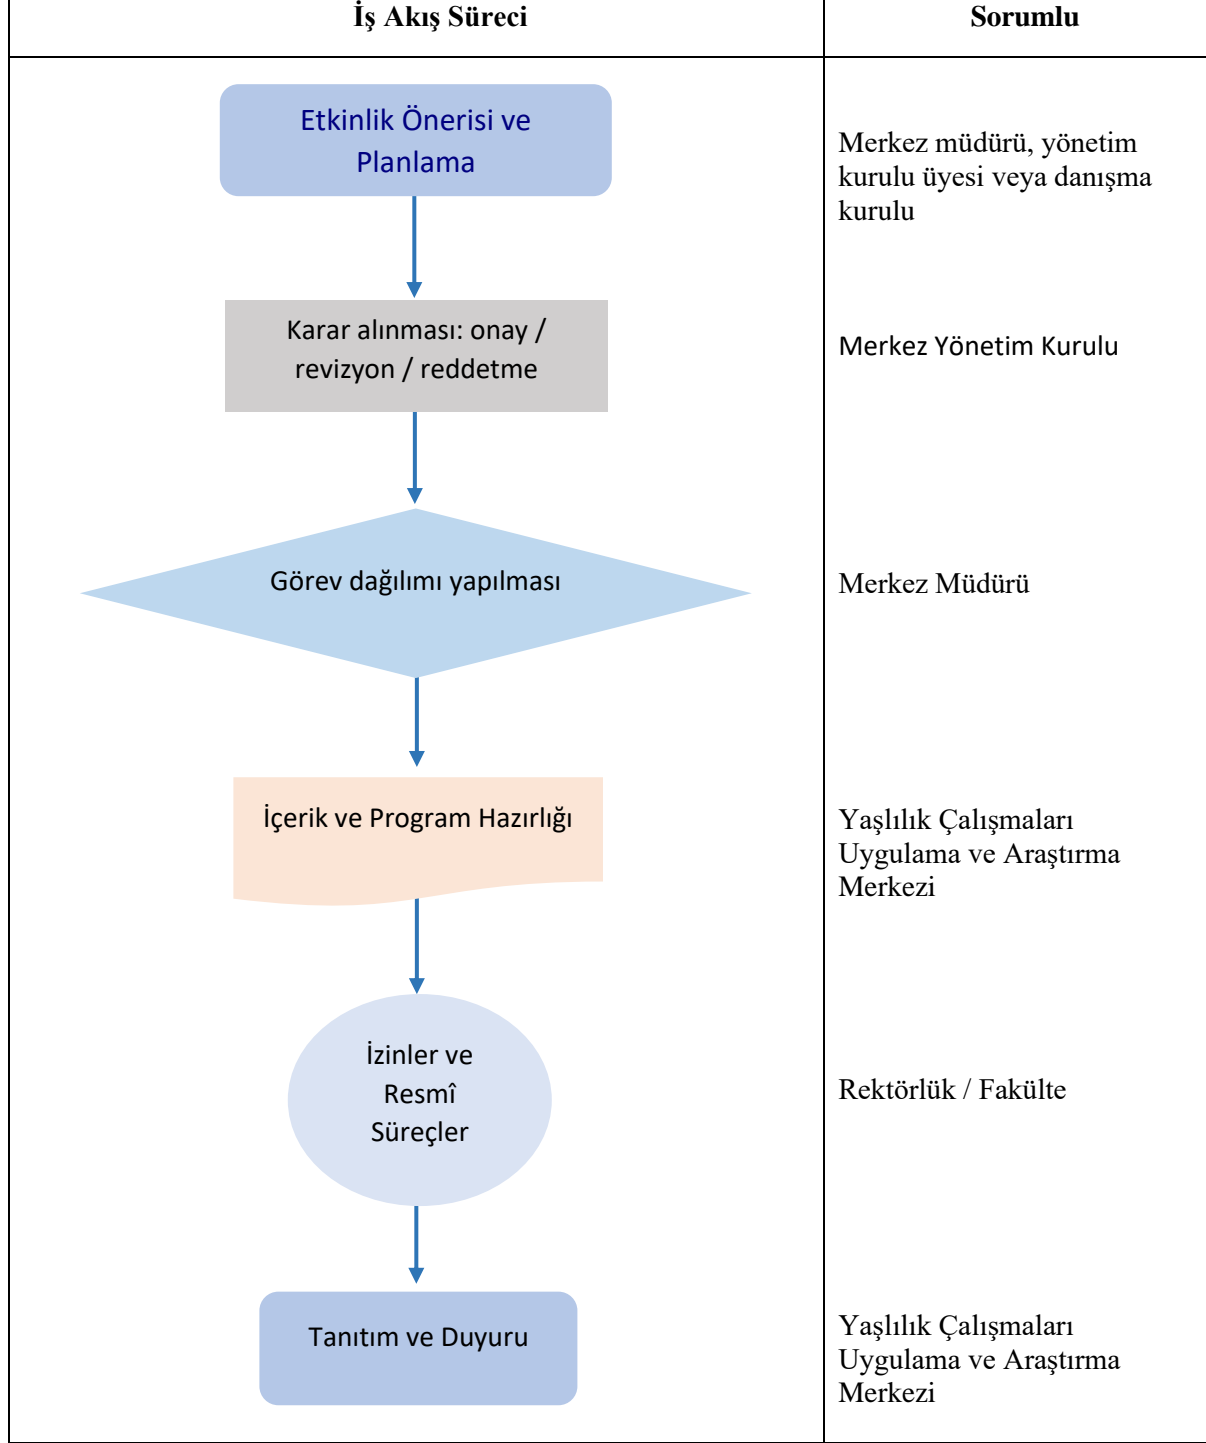 İş Akış Süreci
Sorumlu
Etkinlik Önerisi ve
Planlama
Merkez müdürü, yönetim
kurulu üyesi veya danışma
kurulu
Karar alınması: onay /
revizyon / reddetme
Merkez Yönetim Kurulu
Görev dağılımı yapılması
Merkez Müdürü
İçerik ve Program Hazırlığı
Yaşlılık Çalışmaları
Uygulama ve Araştırma
Merkezi
İzinler ve
Resmî
Süreçler
Rektörlük / Fakülte
Tanıtım ve Duyuru
Yaşlılık Çalışmaları
Uygulama ve Araştırma
Merkezi